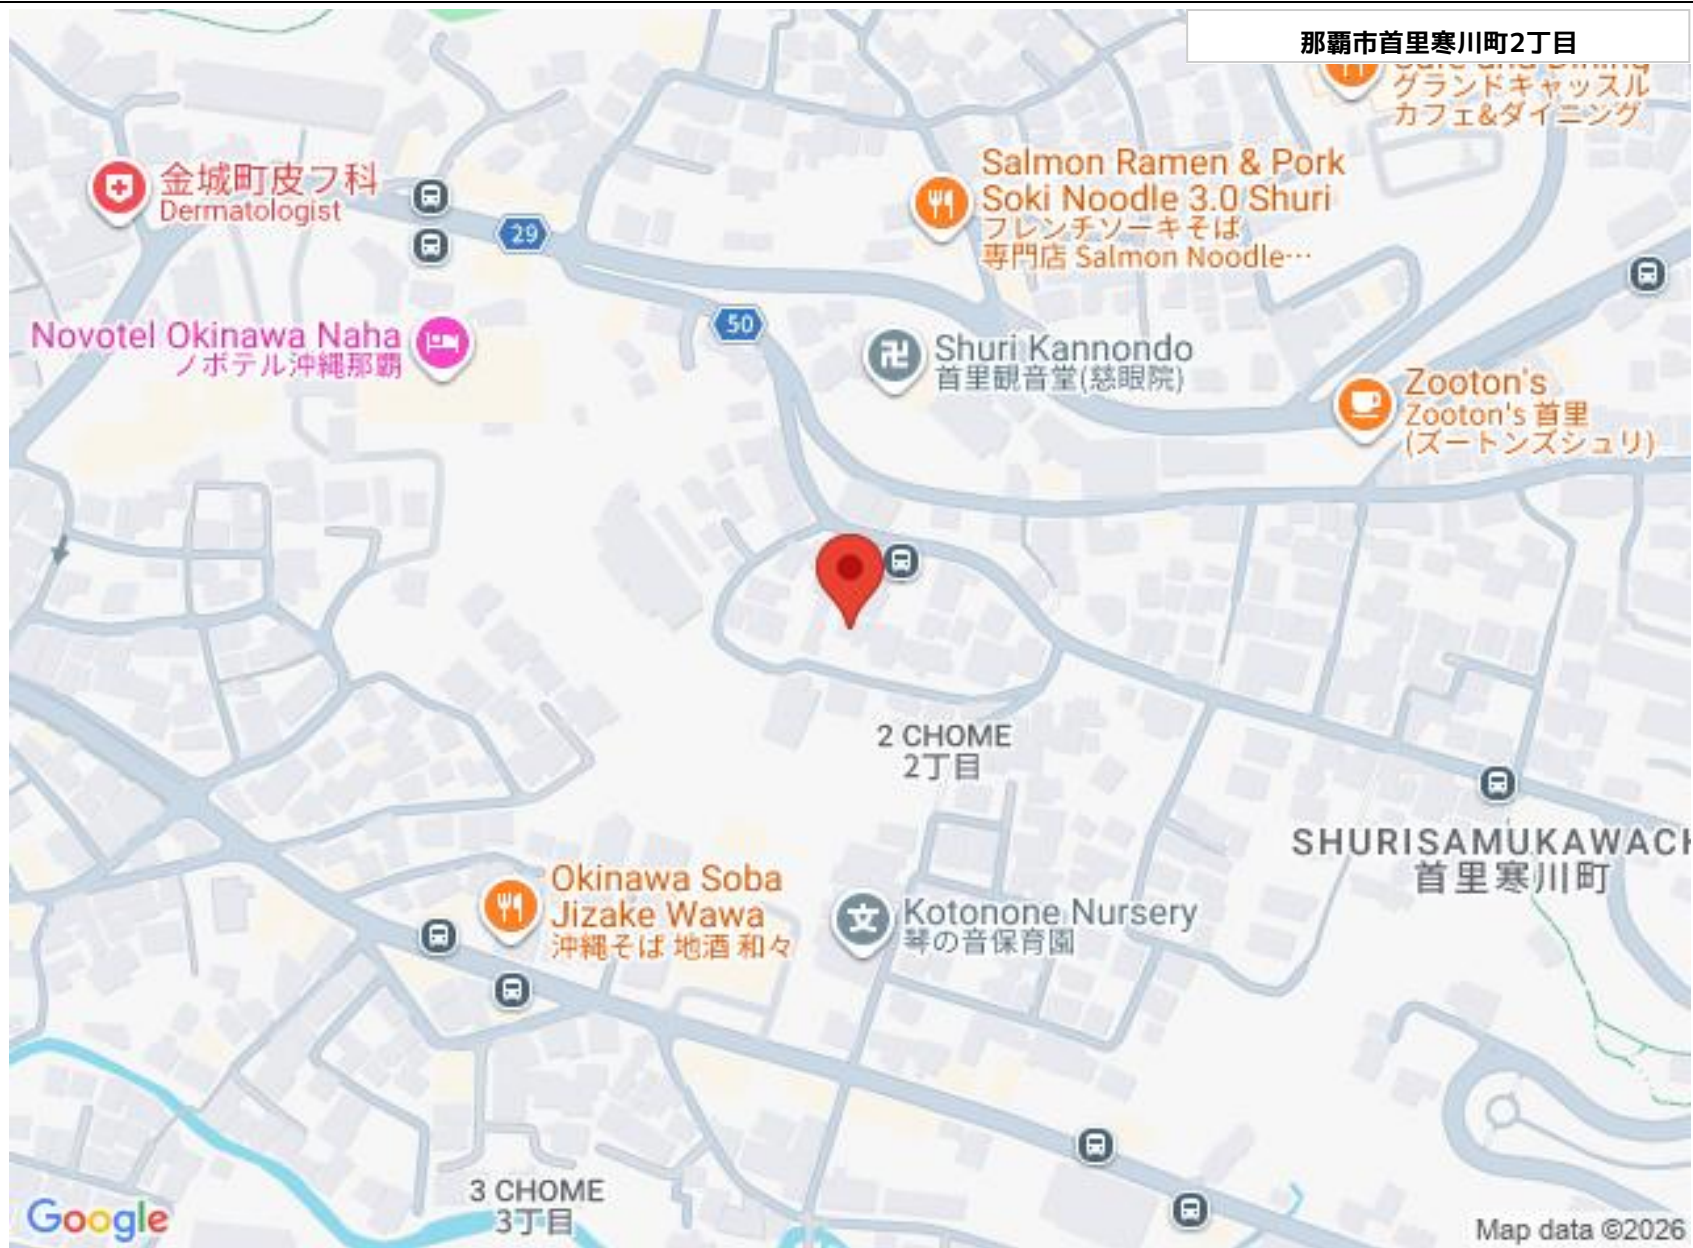 那覇市首里寒川町2丁目
グランドキャッスル
カフェ&ダイニング
金城町皮フ科
Dermatologist
29
Salmon Ramen & Pork
Soki Noodle 3.0 Shuri
フレンチソーキそば
専門店 Salmon Noodle…
50
Novotel Okinawa Naha
ノボテル沖縄那覇
Shuri Kannondo
首里観音堂(慈眼院)
Zooton's
Zooton's 首里
(ズートンズシュリ)
2 CHOME
2丁目
SHURISAMUKAWACH
首里寒川町
Okinawa Soba
Jizake Wawa
沖縄そば 地酒 和々
文
Kotonone Nursery
琴の音保育園
3 CHOME
3丁目
Google
Map data ©2026